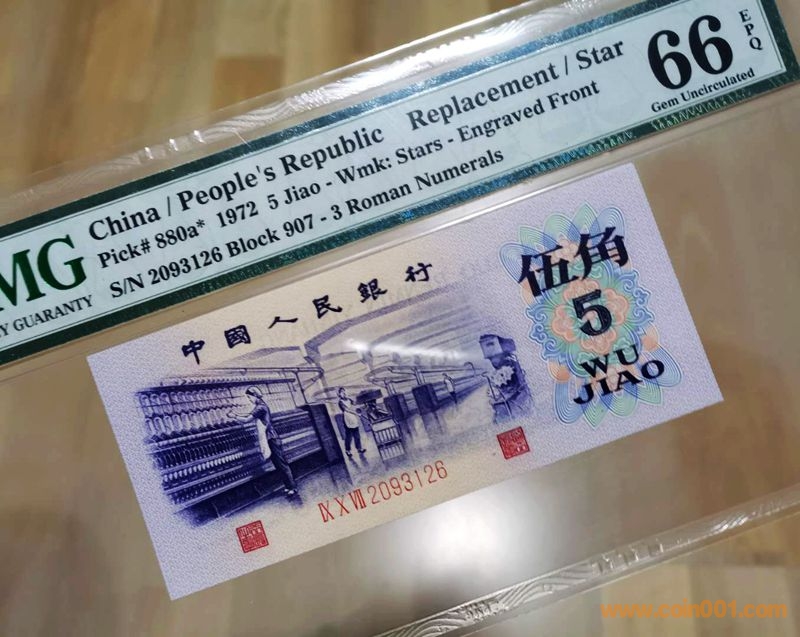 China / People's Republic Replacement / Star
Pick# 880a* 1972 5 Jiao - Wmk: Stars - Engraved Front
S/N 2093126 Block 907 - 3 Roman Numerals
66 EPQ
Gem Uncirculated
MG
Y GUARANTY
中國人民銀行
伍角
5
WU
JIAO
IX X VII 2093126
www.coin001.com